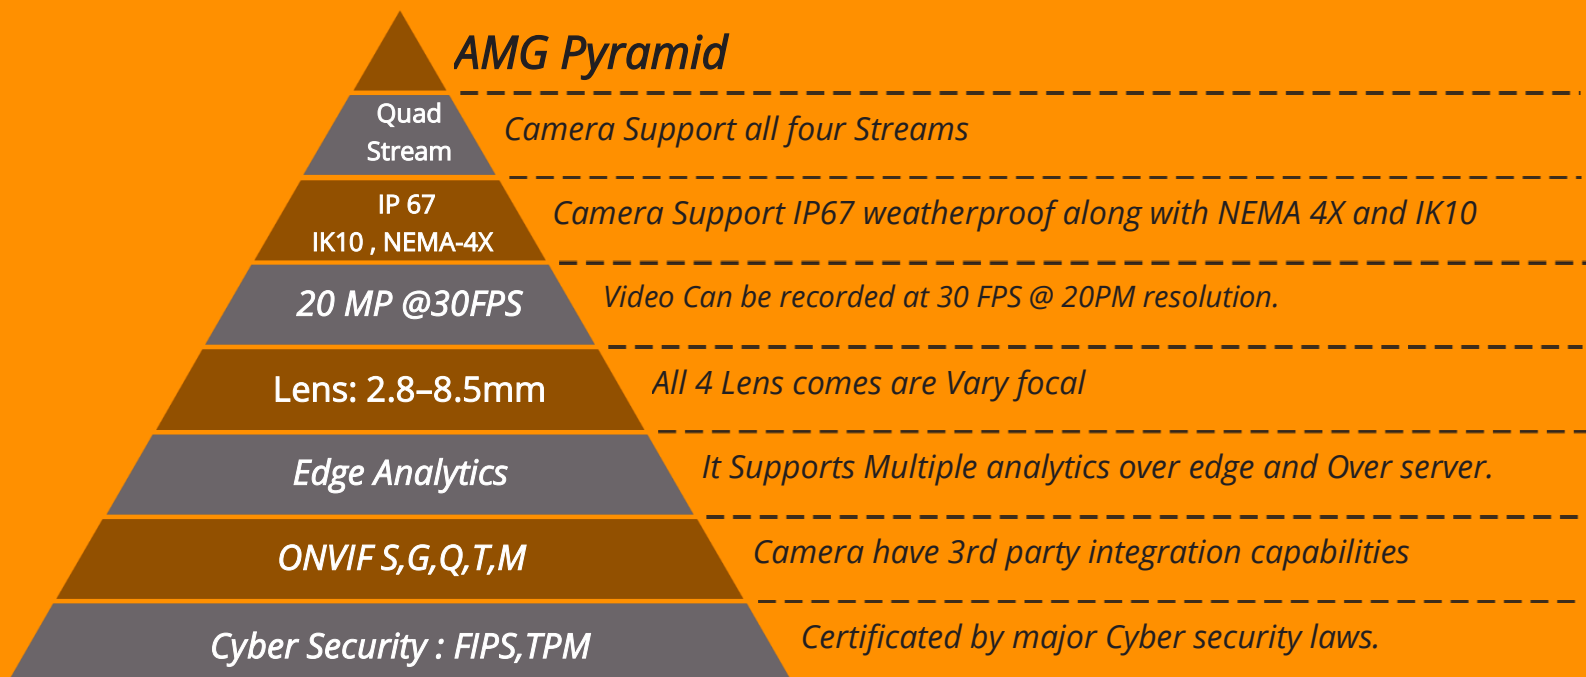 AMG Pyramid
Quad
Stream
Camera Support all four Streams
IP 67
IK10 , NEMA-4X
Camera Support IP67 weatherproof along with NEMA 4X and IK10
20 MP @30FPS
Video Can be recorded at 30 FPS @ 20PM resolution.
Lens: 2.8–8.5mm
All 4 Lens comes are Vary focal
Edge Analytics
It Supports Multiple analytics over edge and Over server.
ONVIF S,G,Q,T,M
Camera have 3rd party integration capabilities
Cyber Security : FIPS,TPM
Certificated by major Cyber security laws.